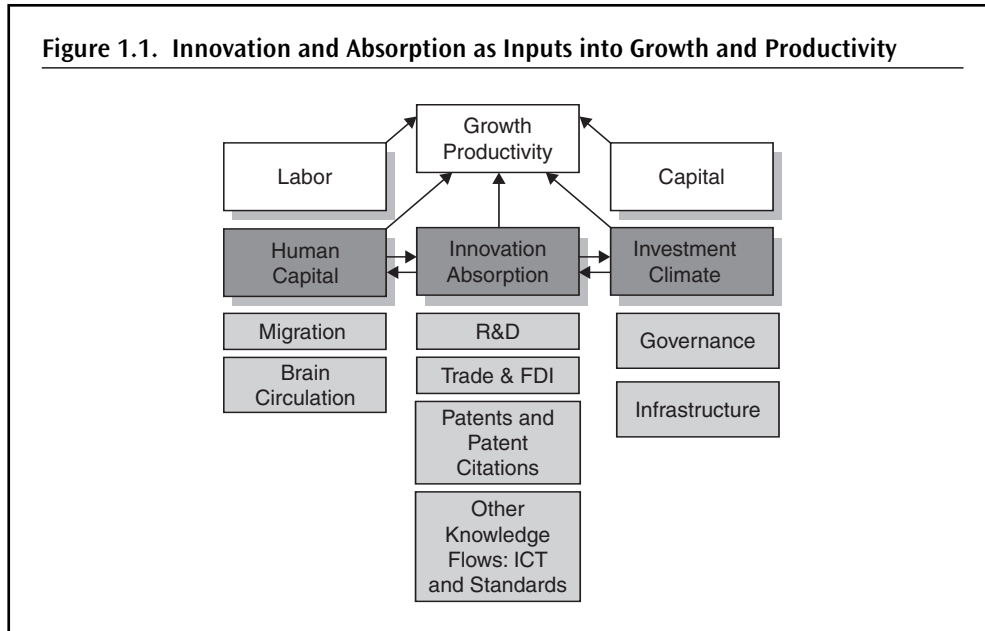 Figure 1.1. Innovation and Absorption as Inputs into Growth and Productivity
Growth
Productivity
Labor
Capital
Human
Capital
Innovation
Absorption
Investment
Climate
Migration
Brain
Circulation
R&D
Trade & FDI
Patents and
Patent
Citations
Other
Knowledge
Flows: ICT
and Standards
Governance
Infrastructure